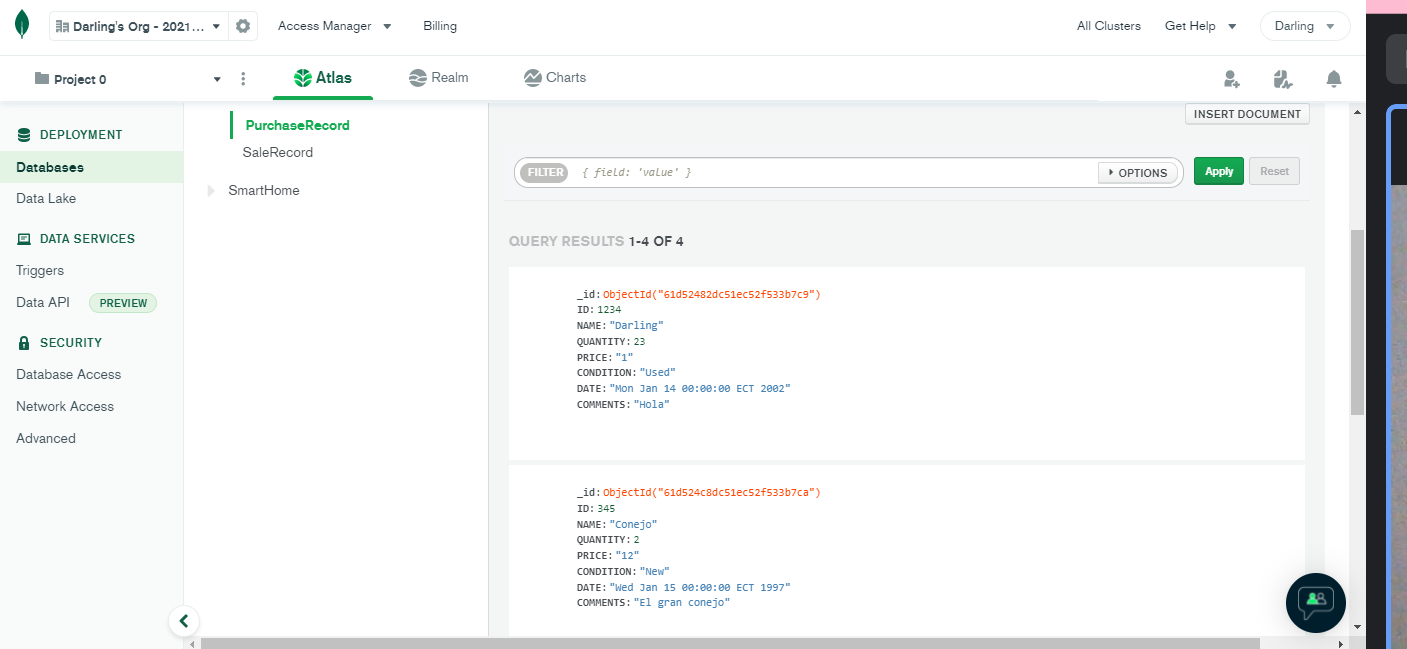 Darling's Org - 2021...
Access Manager
Billing
All Clusters
Get Help
Darling
Project 0
Atlas
Realm
Charts
DEPLOYMENT
Databases
Data Lake
DATA SERVICES
Triggers
Data API PREVIEW
SECURITY
Database Access
Network Access
Advanced
PurchaseRecord
SaleRecord
SmartHome
INSERT DOCUMENT
FILTER { field: 'value' } OPTIONS Apply Reset
QUERY RESULTS 1-4 OF 4
_id: ObjectId("61d52482dc51ec52f533b7c9")
ID: 1234
NAME: "Darling"
QUANTITY: 23
PRICE: "1"
CONDITION: "Used"
DATE: "Mon Jan 14 00:00:00 ECT 2002"
COMMENTS: "Hola"
_id: ObjectId("61d524c8dc51ec52f533b7ca")
ID: 345
NAME: "Conejo"
QUANTITY: 2
PRICE: "12"
CONDITION: "New"
DATE: "Wed Jan 15 00:00:00 ECT 1997"
COMMENTS: "El gran conejo"